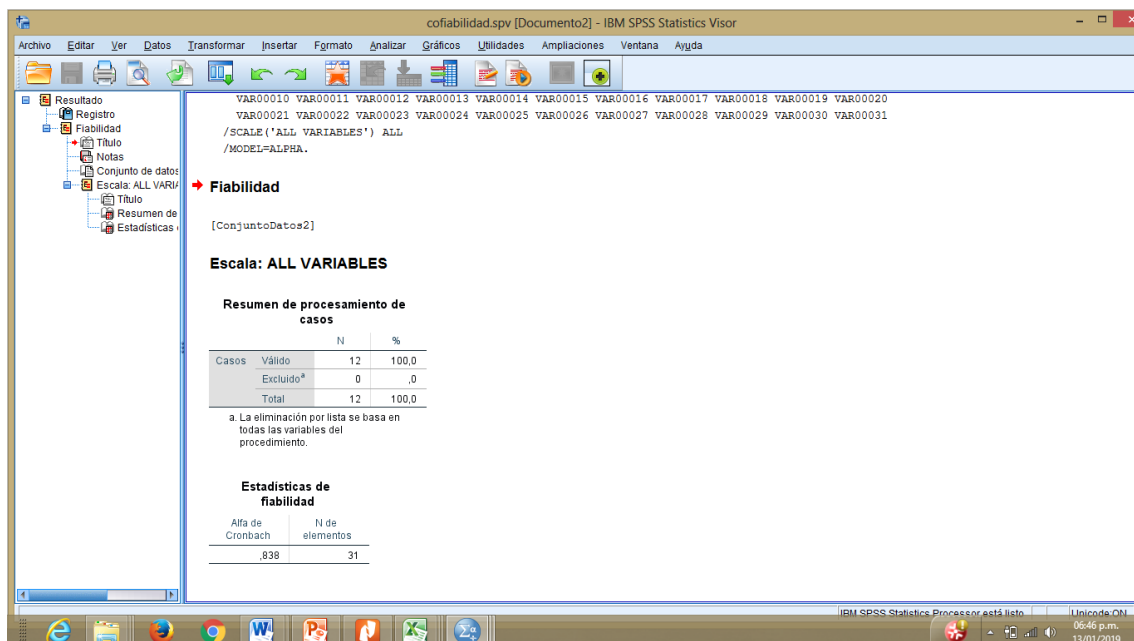 cofiabilidad.spv [Documento2] - IBM SPSS Statistics Visor
Archivo Editar Ver Datos Transformar Insertar Formato Analizar Gráficos Utilidades Ampliaciones Ventana Ayuda
Resultado
Registro
Fiabilidad
Título
Notas
Conjunto de datos
Escala: ALL VARI
Título
Resumen de
Estadísticas
VAR00010 VAR00011 VAR00012 VAR00013 VAR00014 VAR00015 VAR00016 VAR00017 VAR00018 VAR00019 VAR00020
VAR00021 VAR00022 VAR00023 VAR00024 VAR00025 VAR00026 VAR00027 VAR00028 VAR00029 VAR00030 VAR00031
/SCALE('ALL VARIABLES') ALL
/MODEL=ALPHA.
Fiabilidad
[ConjuntoDatos2]
Escala: ALL VARIABLES
Resumen de procesamiento de
casos
N %
Casos Válido 12 100,0
Excluido a 0 ,0
Total 12 100,0
a. La eliminación por lista se basa en
todas las variables del
procedimiento.
Estadísticas de
fiabilidad
Alfa de
Cronbach
N de
elementos
,838 31
IBM SPSS Statistics Processor está listo Unicode:ON
06:46 p.m.
13/01/2019